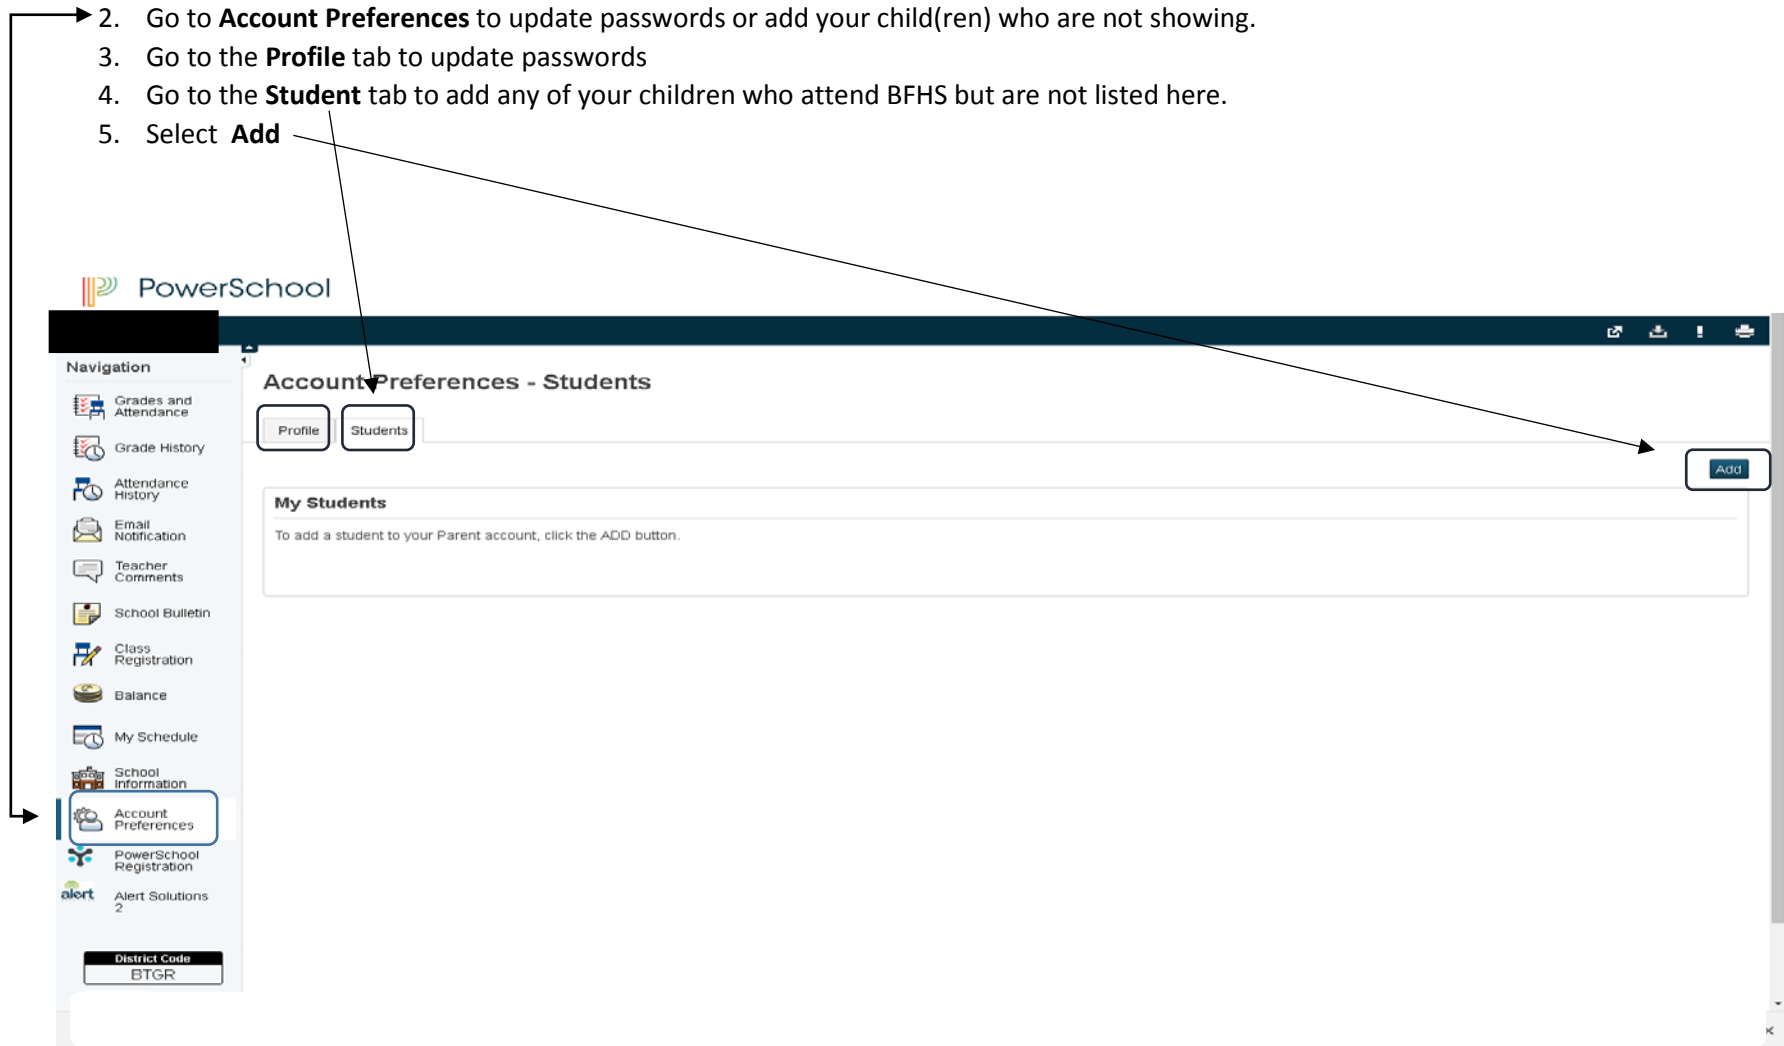 2. Go to Account Preferences to update passwords or add your child(ren) who are not showing.
3. Go to the Profile tab to update passwords
4. Go to the Student tab to add any of your children who attend BFHS but are not listed here.
5. Select Add
PowerSchool
Navigation
Grades and
Attendance
Grade History
Attendance
History
Email
Notification
Teacher
Comments
School Bulletin
Class
Registration
Balance
My Schedule
School
Information
Account
Preferences
PowerSchool
Registration
alert
Alert Solutions
2
District Code
BTGR
Account Preferences - Students
Profile
Students
Add
My Students
To add a student to your Parent account, click the ADD button.